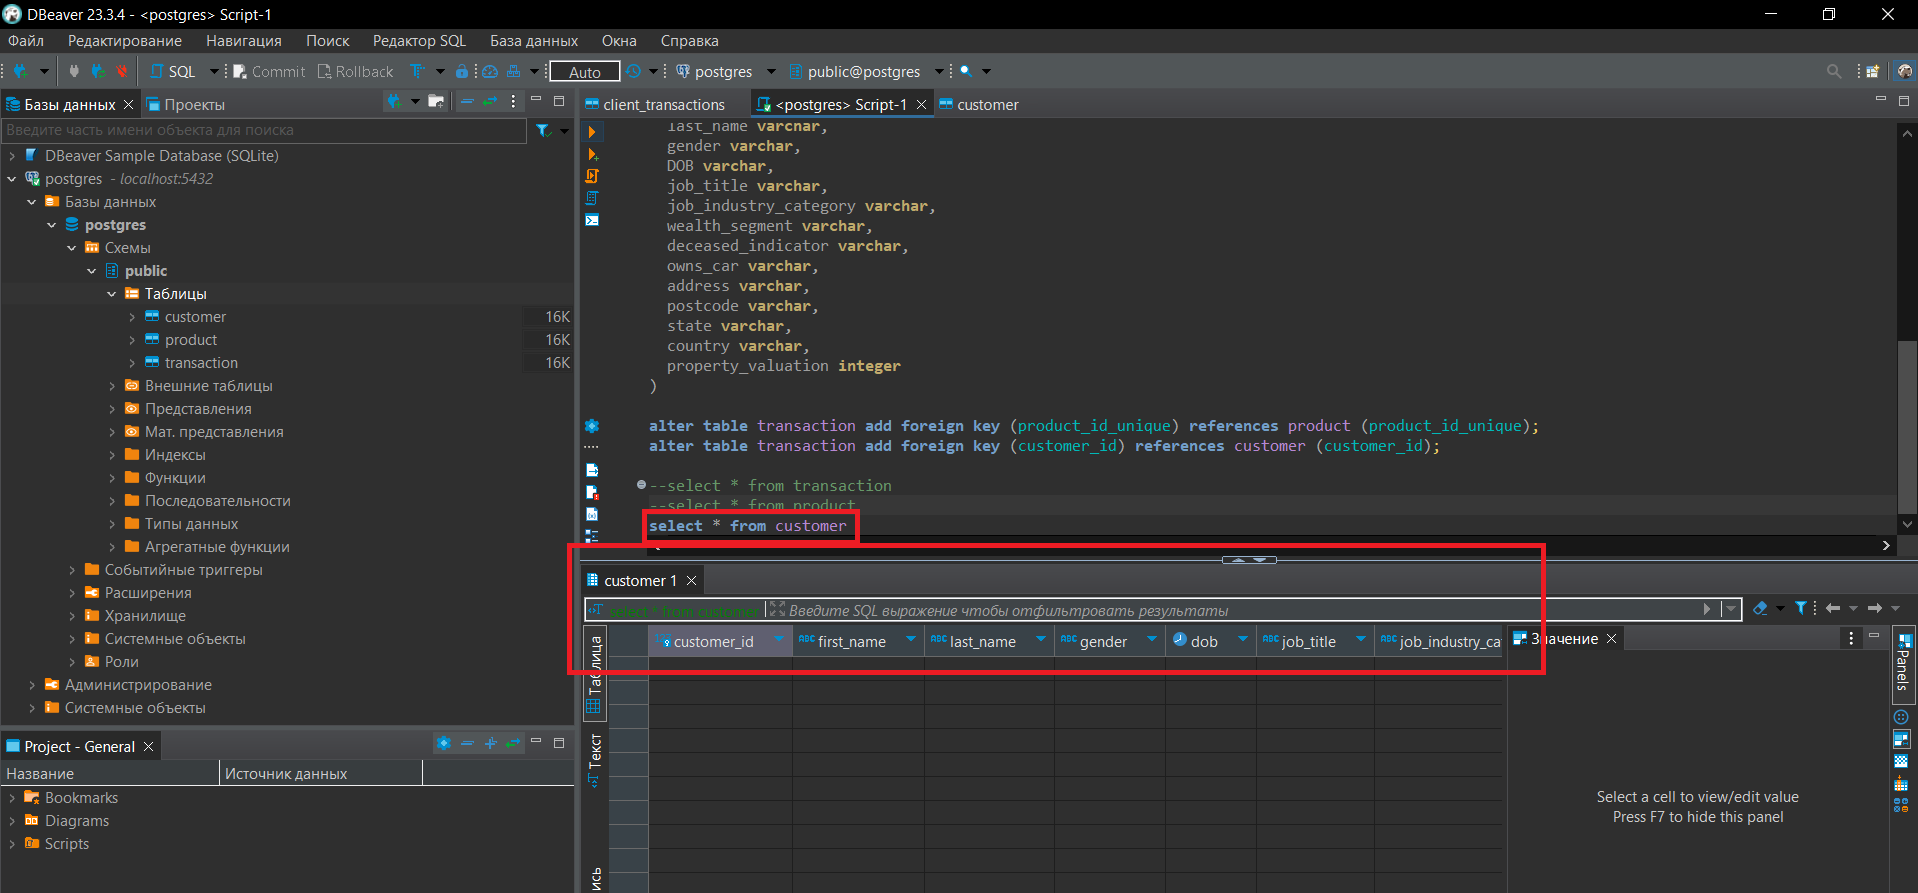 DBeaver 23.3.4 - <postgres> Script-1
Файл Редактирование Навигация Поиск Редактор SQL База данных Окна Справка
SQL Commit Rollback Auto postgres public@postgres
Базы данных Проекты
Введите часть имени объекта для поиска
DBeaver Sample Database (SQLite)
postgres - localhost:5432
Базы данных
postgres
Схемы
public
Таблицы
customer 16K
product 16K
transaction 16K
Внешние таблицы
Представления
Мат. представления
Индексы
Функции
Последовательности
Типы данных
Агрегатные функции
Событийные триггеры
Расширения
Хранилище
Системные объекты
Роли
Администрирование
Системные объекты
Project - General
Название Источник данных
Bookmarks
Diagrams
Scripts
client_transactions <postgres> Script-1 customer
last_name varchar,
gender varchar,
DOB varchar,
job_title varchar,
job_industry_category varchar,
wealth_segment varchar,
deceased_indicator varchar,
owns_car varchar,
address varchar,
postcode varchar,
state varchar,
country varchar,
property_valuation integer
)
alter table transaction add foreign key (product_id_unique) references product (product_id_unique);
alter table transaction add foreign key (customer_id) references customer (customer_id);
--select * from transaction
--select * from product
select * from customer
customer 1
select * from customer Введите SQL выражение чтобы отфильтровать результаты
Таблица
Текст
ись
customer_id first_name last_name gender dob job_title job_industry_ca
Значение
Panels
Select a cell to view/edit value
Press F7 to hide this panel